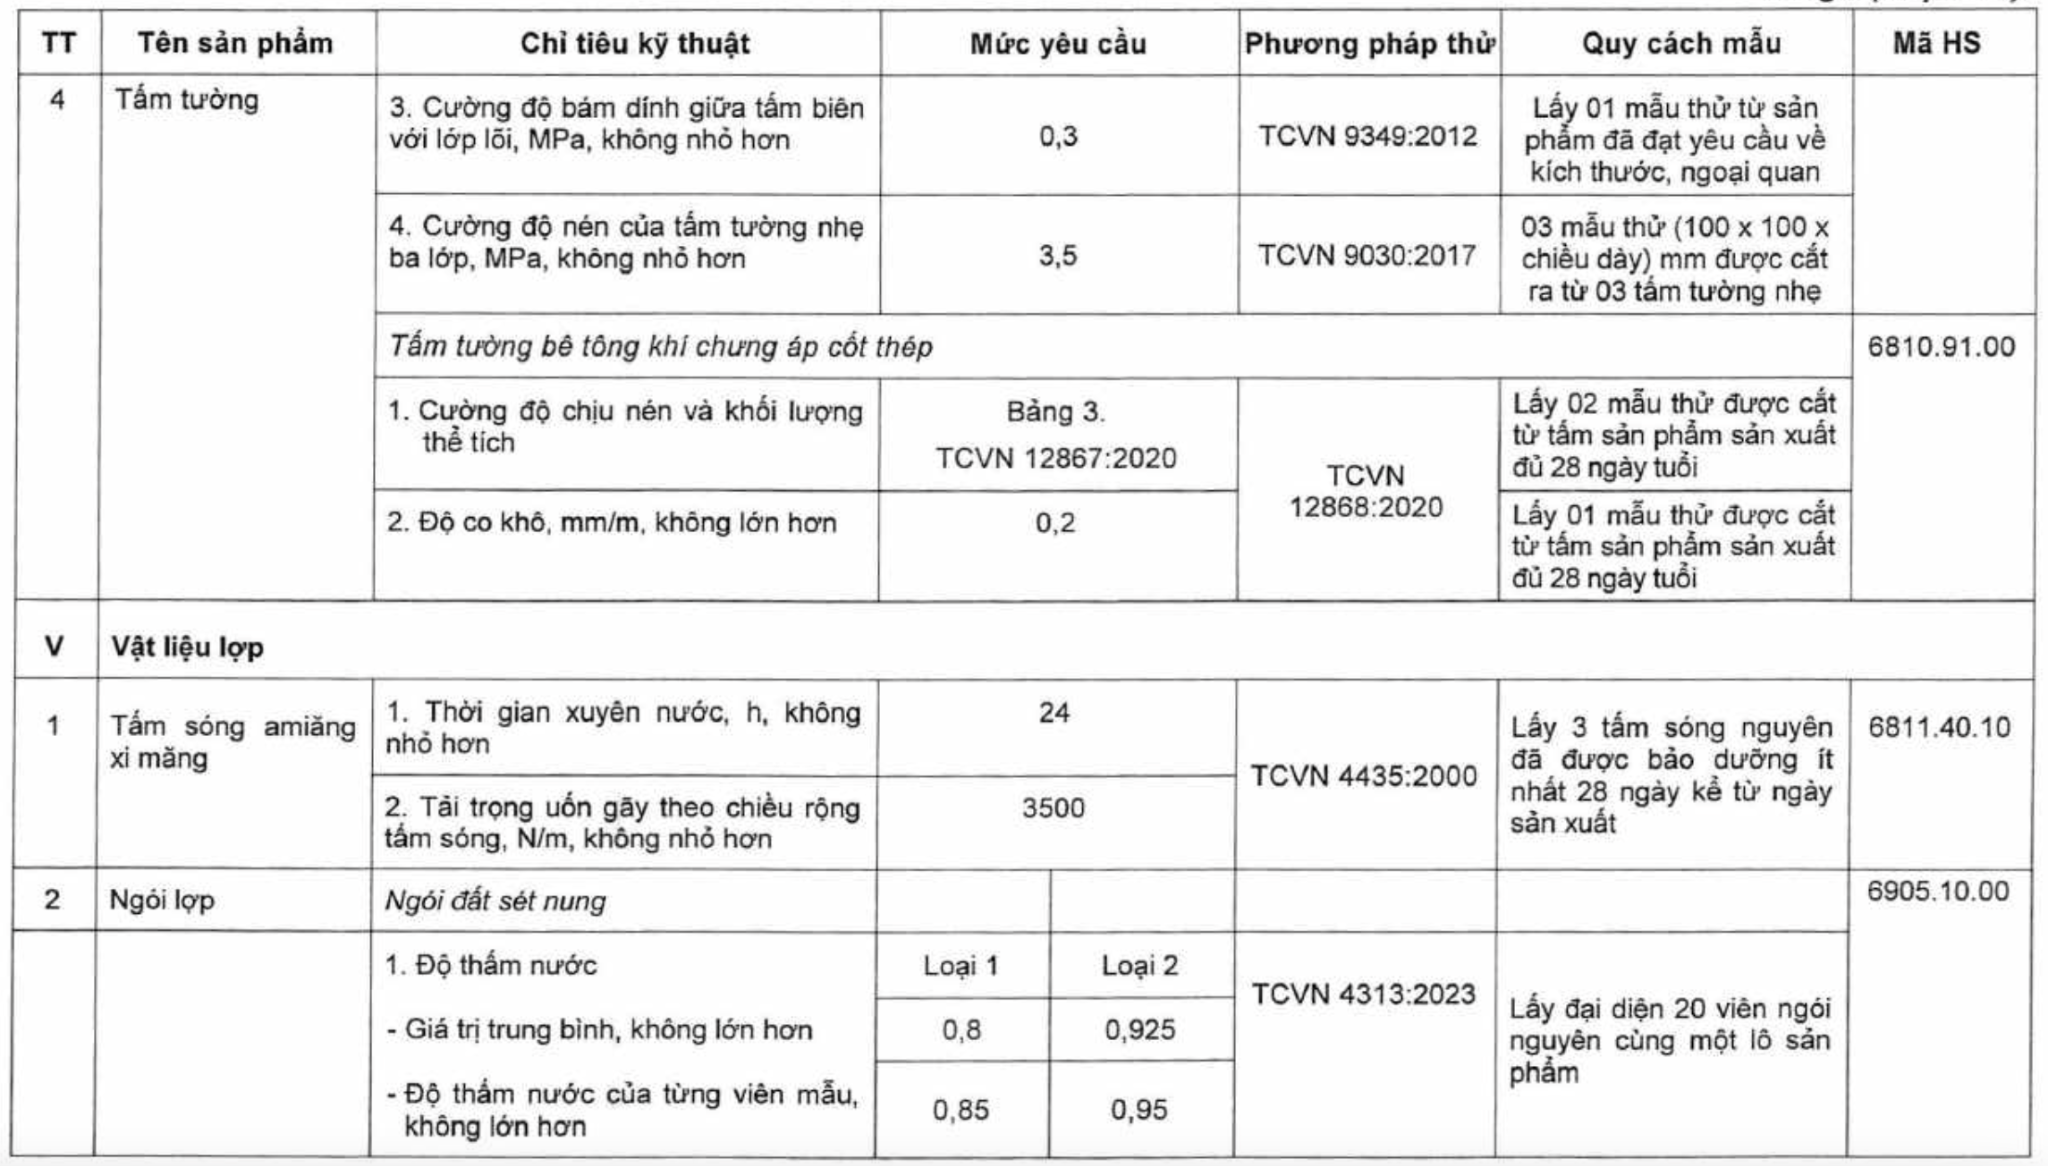 TT Tên sản phẩm Chỉ tiêu kỹ thuật Mức yêu cầu Phương pháp thử Quy cách mẫu Mã HS
4 Tấm tường
3. Cường độ bám dính giữa tấm biên
với lớp lõi, MPa, không nhỏ hơn
0,3
TCVN 9349:2012
Lấy 01 mẫu thử từ sản
phẩm đã đạt yêu cầu về
kích thước, ngoại quan
4. Cường độ nén của tấm tường nhẹ
ba lớp, MPa, không nhỏ hơn
3,5
TCVN 9030:2017
03 mẫu thử (100 x 100 x
chiều dày) mm được cắt
ra từ 03 tấm tường nhẹ
Tấm tường bê tông khí chưng áp cốt thép
6810.91.00
1. Cường độ chịu nén và khối lượng
thể tích
Bảng 3.
TCVN 12867:2020
TCVN
12868:2020
Lấy 02 mẫu thử được cắt
từ tấm sản phẩm sản xuất
đủ 28 ngày tuổi
2. Độ co khô, mm/m, không lớn hơn
0,2
Lấy 01 mẫu thử được cắt
từ tấm sản phẩm sản xuất
đủ 28 ngày tuổi
V Vật liệu lợp
1
Tấm sóng amiăng
xi măng
1. Thời gian xuyên nước, h, không
nhỏ hơn
24
TCVN 4435:2000
Lấy 3 tấm sóng nguyên
đã được bảo dưỡng ít
nhất 28 ngày kể từ ngày
sản xuất
6811.40.10
2. Tải trọng uốn gãy theo chiều rộng
tấm sóng, N/m, không nhỏ hơn
3500
2 Ngói lợp
Ngói đất sét nung
6905.10.00
1. Độ thấm nước
Loại 1 Loại 2
TCVN 4313:2023
Lấy đại diện 20 viên ngói
nguyên cùng một lô sản
phẩm
- Giá trị trung bình, không lớn hơn
0,8 0,925
- Độ thấm nước của từng viên mẫu,
không lớn hơn
0,85 0,95